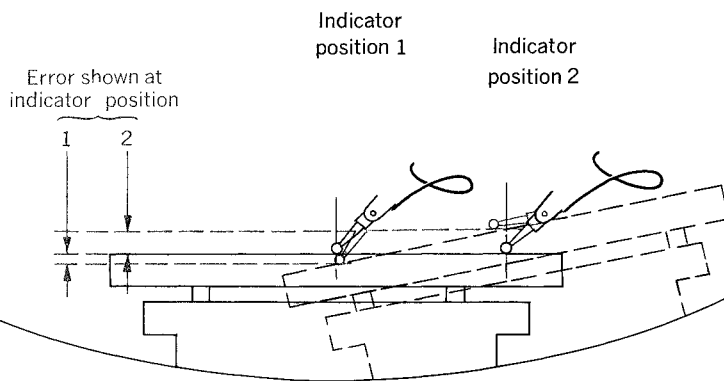 Indicator
position 1
Indicator
position 2
Error shown at
indicator position
1 2